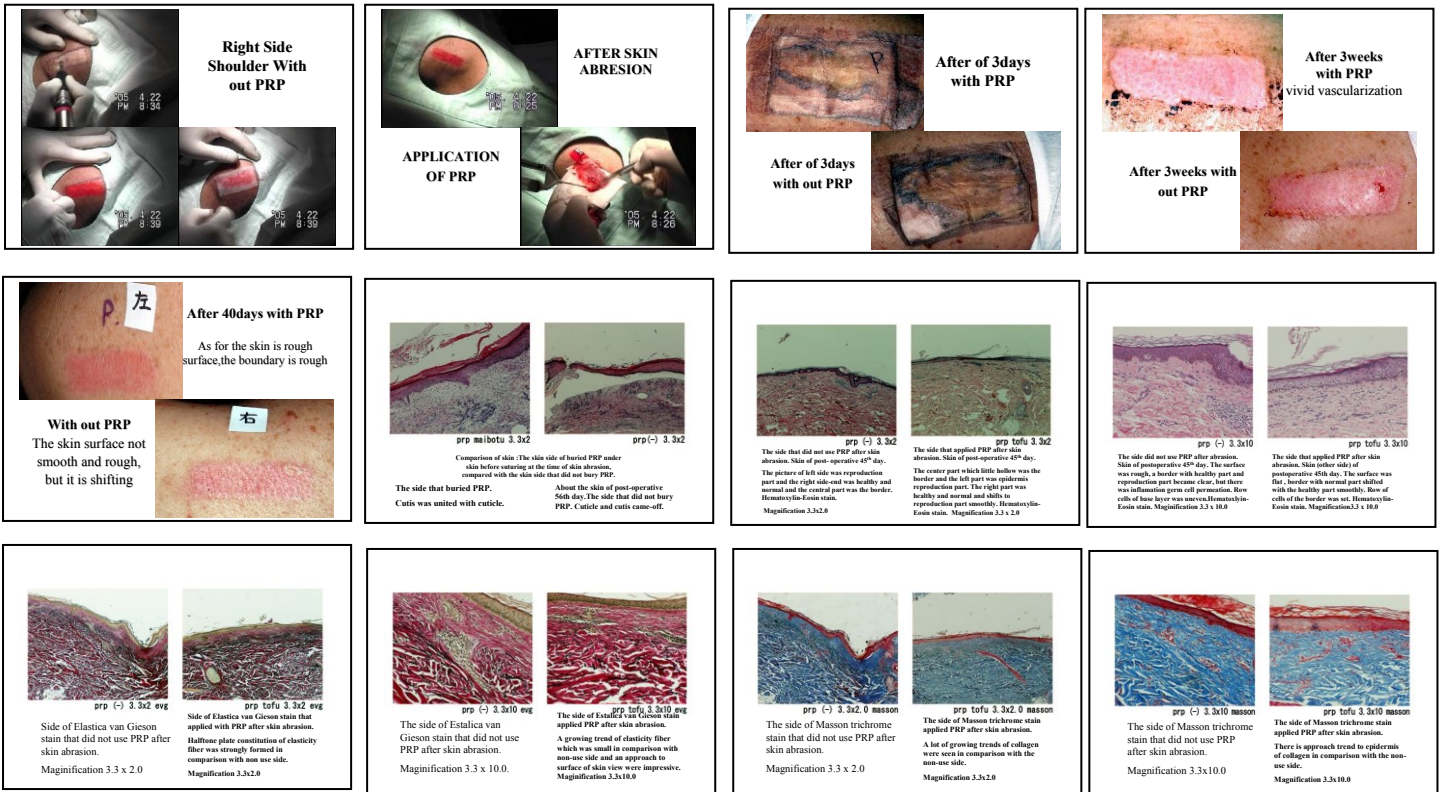 Right Side
Shoulder With
out PRP
'05 4.22
PM 8:34
'05 4.22
PM 8:39
'05 4.22
PM 8:39
AFTER SKIN
ABRESION
'05 4.22
PM 8:25
APPLICATION
OF PRP
'05 4.22
PM 8:26
P
After of 3days
with PRP
After of 3days
with out PRP
After 3weeks
with PRP
vivid vascularization
After 3weeks with
out PRP
P.
左
After 40days with PRP
As for the skin is rough
surface,the boundary is rough
With out PRP
The skin surface not
smooth and rough,
but it is shifting
右
prp maibotu 3.3x2
prp(-) 3.3x2
Comparison of skin :The skin side of buried PRP under
skin before suturing at the time of skin abrasion,
compared with the skin side that did not bury PRP.
The side that buried PRP.
Cutis was united with cuticle.
About the skin of post-operative
56th day.The side that did not bury
PRP. Cuticle and cutis came-off.
prp (-) 3.3x2
The side that did not use PRP after skin
abrasion. Skin of post- operative 45th day.
The picture of left side was reproduction
part and the right side-end was healthy and
normal and the central part was the border.
Hematoxylin-Eosin stain.
Magnification 3.3x2.0
prp tofu 3.3x2
The side that applied PRP after skin
abrasion. Skin of post-operative 45th day.
The center part which little hollow was the
border and the left part was epidermis
reproduction part. The right part was
healthy and normal and shifts to
reproduction part smoothly. Hematoxylin-
Eosin stain. Magnification 3.3 x 2.0
prp (-) 3.3x10
The side did not use PRP after skin abrasion.
Skin of postoperative 45th day. The surface
was rough, a border with healthy part and
reproduction part became clear, but there
was inflamation germ cell permeation. Row
cells of base layer was uneven.Hematoxlyin-
Eosin stain. Maginification 3.3 x 10.0
prp tofu 3.3x10
The side that applied PRP after skin
abrasion. Skin (other side) of
postoperative 45th day. The surface was
flat , border with normal part shifted
with the healthy part smoothly. Row of
cells of the border was set. Hematoxylin-
Eosin stain. Magnification3.3 x 10.0
prp (-) 3.3x2 evg
Side of Elastica van Gieson
stain that did not use PRP after
skin abrasion.
Maginification 3.3 x 2.0
prp tofu 3.3x2 evg
Side of Elastica van Gieson stain that
applied with PRP after skin abrasion.
Halftone plate constitution of elasticity
fiber was strongly formed in
comparison with non use side.
Magnification 3.3x2.0
prp (-) 3.3x10 evg
The side of Estalica van
Gieson stain that did not use
PRP after skin abrasion.
Maginification 3.3 x 10.0.
prp tofu 3.3x10 evg
The side of Estalica van Gieson stain
applied PRP after skin abrasion.
A growing trend of elasticity fiber
which was small in comparison with
non-use side and an approach to
surface of skin view were impressive.
Maginification 3.3x10.0
prp (-) 3.3x2.0 masson
The side of Masson trichrome
stain that did not use PRP after
skin abrasion.
Maginification 3.3 x 2.0
prp tofu 3.3x2.0 masson
The side of Masson trichrome stain
applied PRP after skin abrasion.
A lot of growing trends of collagen
were seen in comparison with the
non-use side.
Magnification 3.3x2.0
prp (-) 3.3x10 masson
The side of Masson trichrome
stain that did not use PRP
after skin abrasion.
Magnification 3.3x10.0
prp tofu 3.3x10 masson
The side of Masson trichrome stain
applied PRP after skin abrasion.
There is approach trend to epidermis
of collagen in comparison with the non-
use side.
Magnification 3.3x10.0